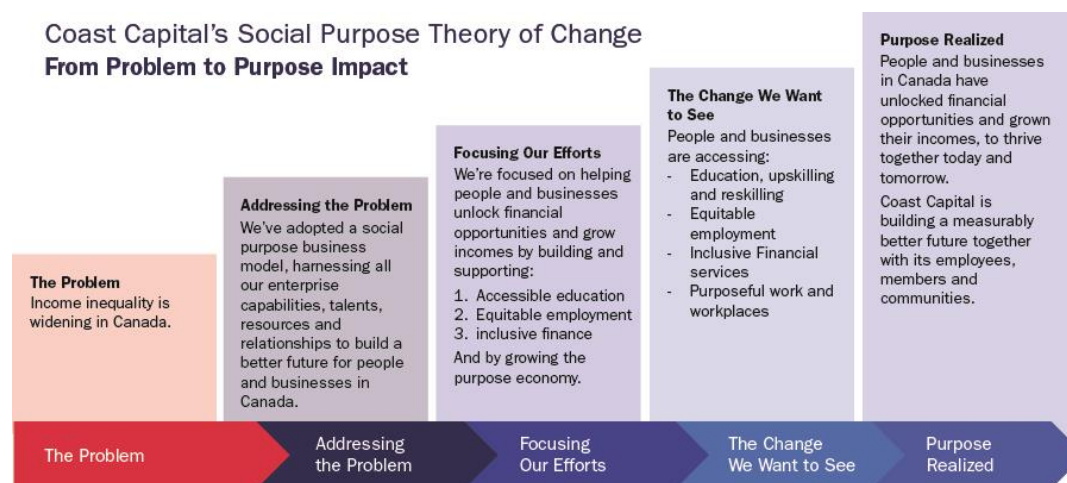 Coast Capital's Social Purpose Theory of Change
From Problem to Purpose Impact
The Problem
Income inequality is
widening in Canada.
Addressing the Problem
We've adopted a social
purpose business
model, harnessing all
our enterprise
capabilities, talents,
resources and
relationships to build a
better future for people
and businesses in
Canada.
Focusing Our Efforts
We're focused on helping
people and businesses
unlock financial
opportunities and grow
incomes by building and
supporting:
1. Accessible education
2. Equitable employment
3. inclusive finance
And by growing the
purpose economy.
The Change We Want
to See
People and businesses
are accessing:
- Education, upskilling
and reskilling
- Equitable
employment
- Inclusive Financial
services
- Purposeful work and
workplaces
Purpose Realized
People and businesses
in Canada have
unlocked financial
opportunities and grown
their incomes, to thrive
together today and
tomorrow.
Coast Capital is
building a measurably
better future together
with its employees,
members and
communities.
The Problem
Addressing
the Problem
Focusing
Our Efforts
The Change
We Want to See
Purpose
Realized